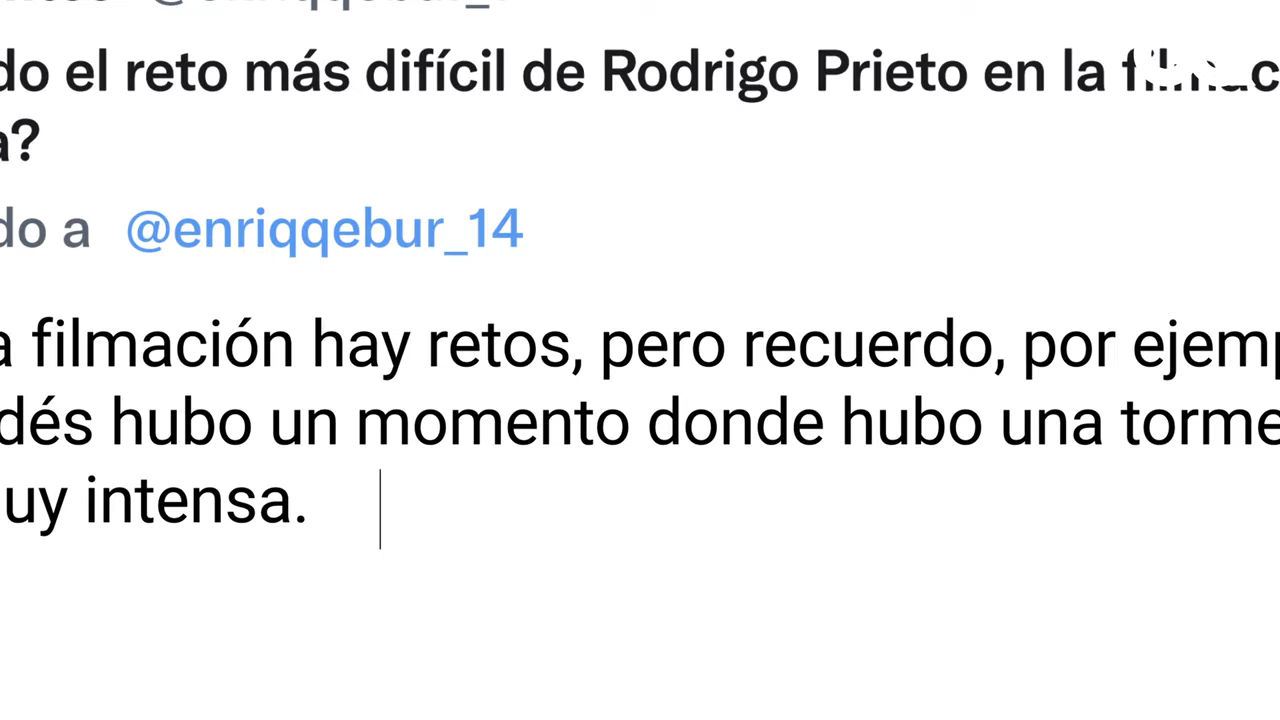 do el reto más difícil de Rodrigo Prieto en la
a?
do a @enriqqebur_14
a filmación hay retos, pero recuerdo, por ejemp
dés hubo un momento donde hubo una torme
uy intensa.